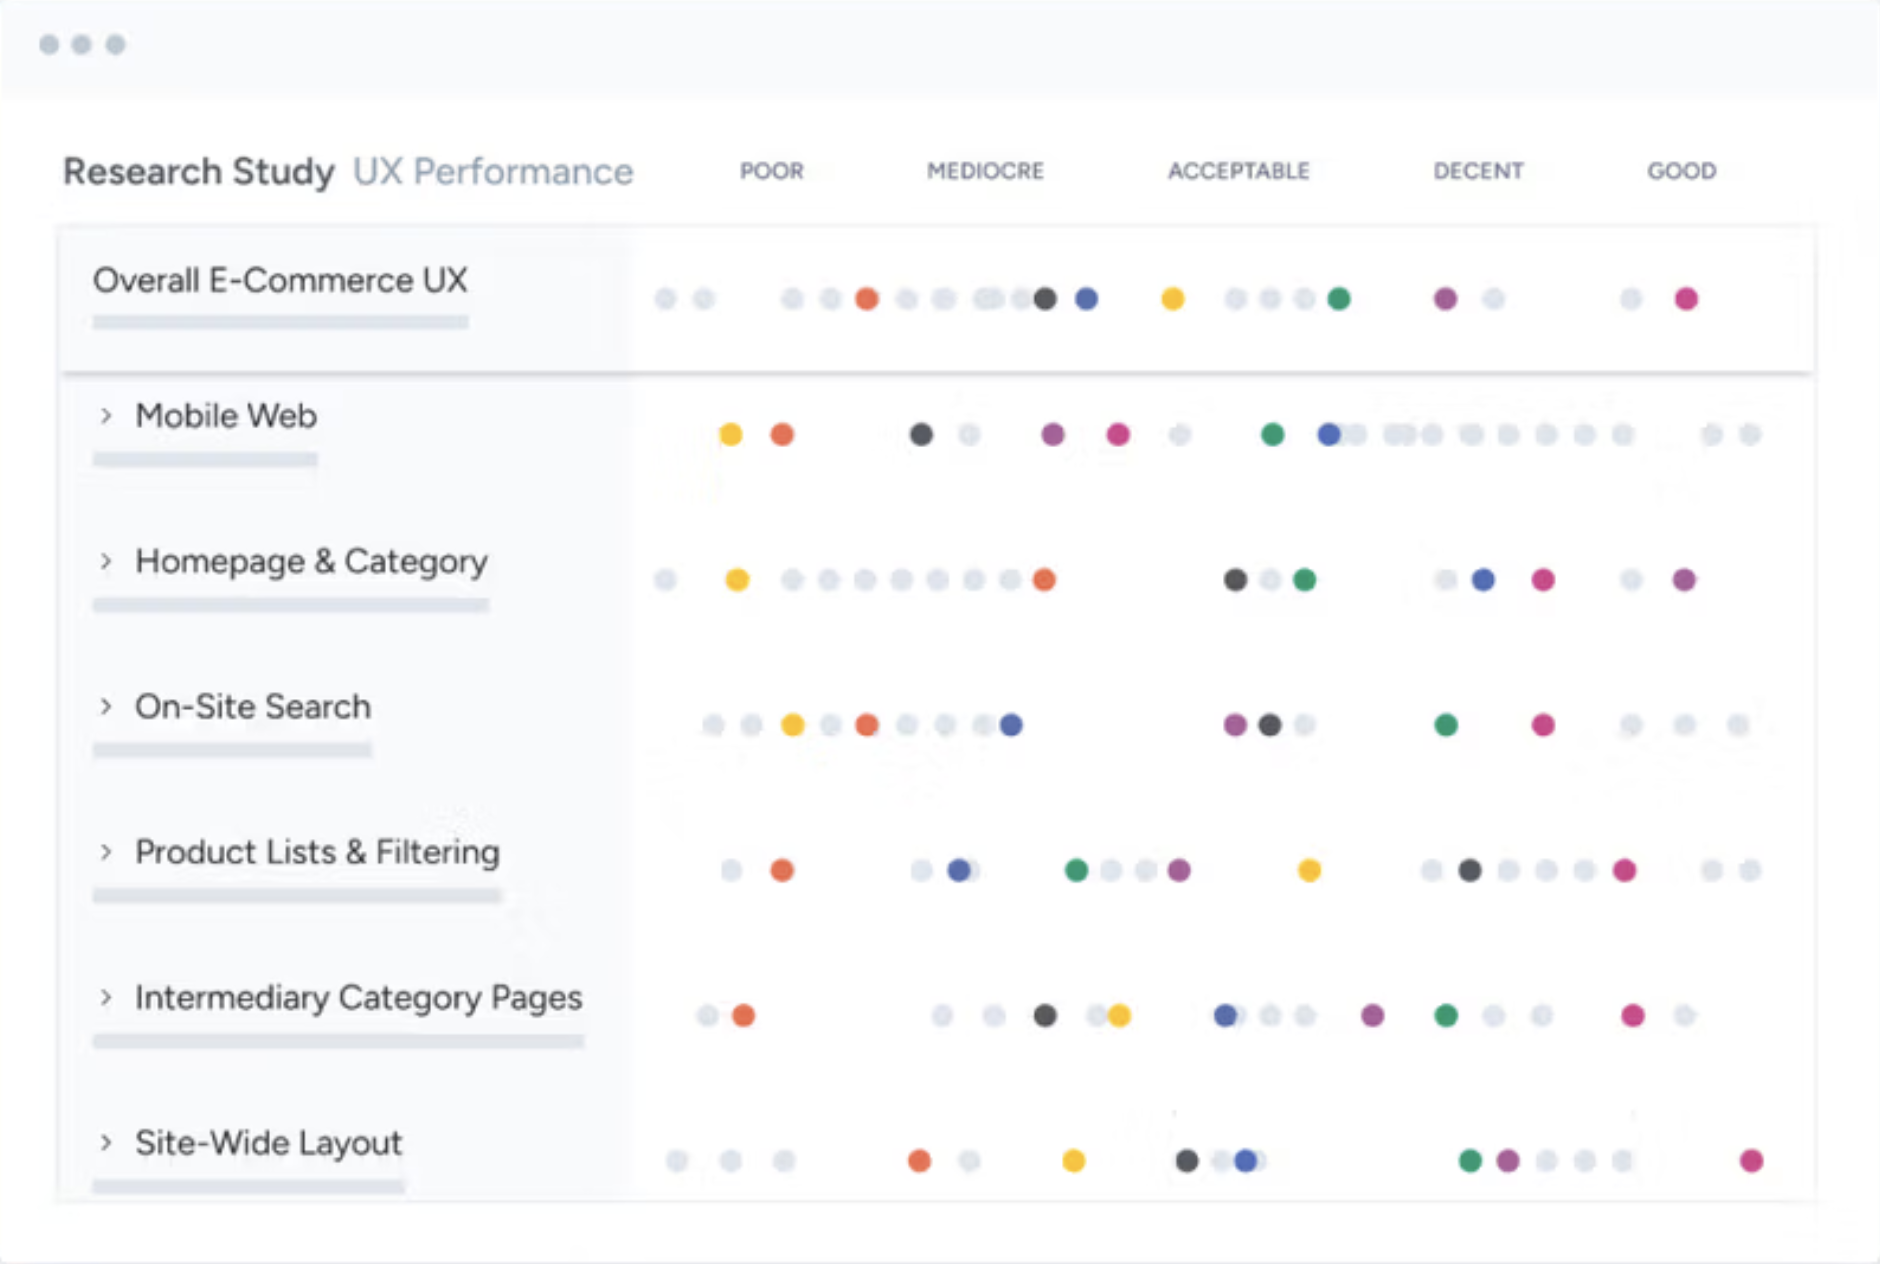 Research Study UX Performance POOR MEDIOCRE ACCEPTABLE DECENT GOOD
Overall E-Commerce UX
Mobile Web
Homepage & Category
On-Site Search
Product Lists & Filtering
Intermediary Category Pages
Site-Wide Layout